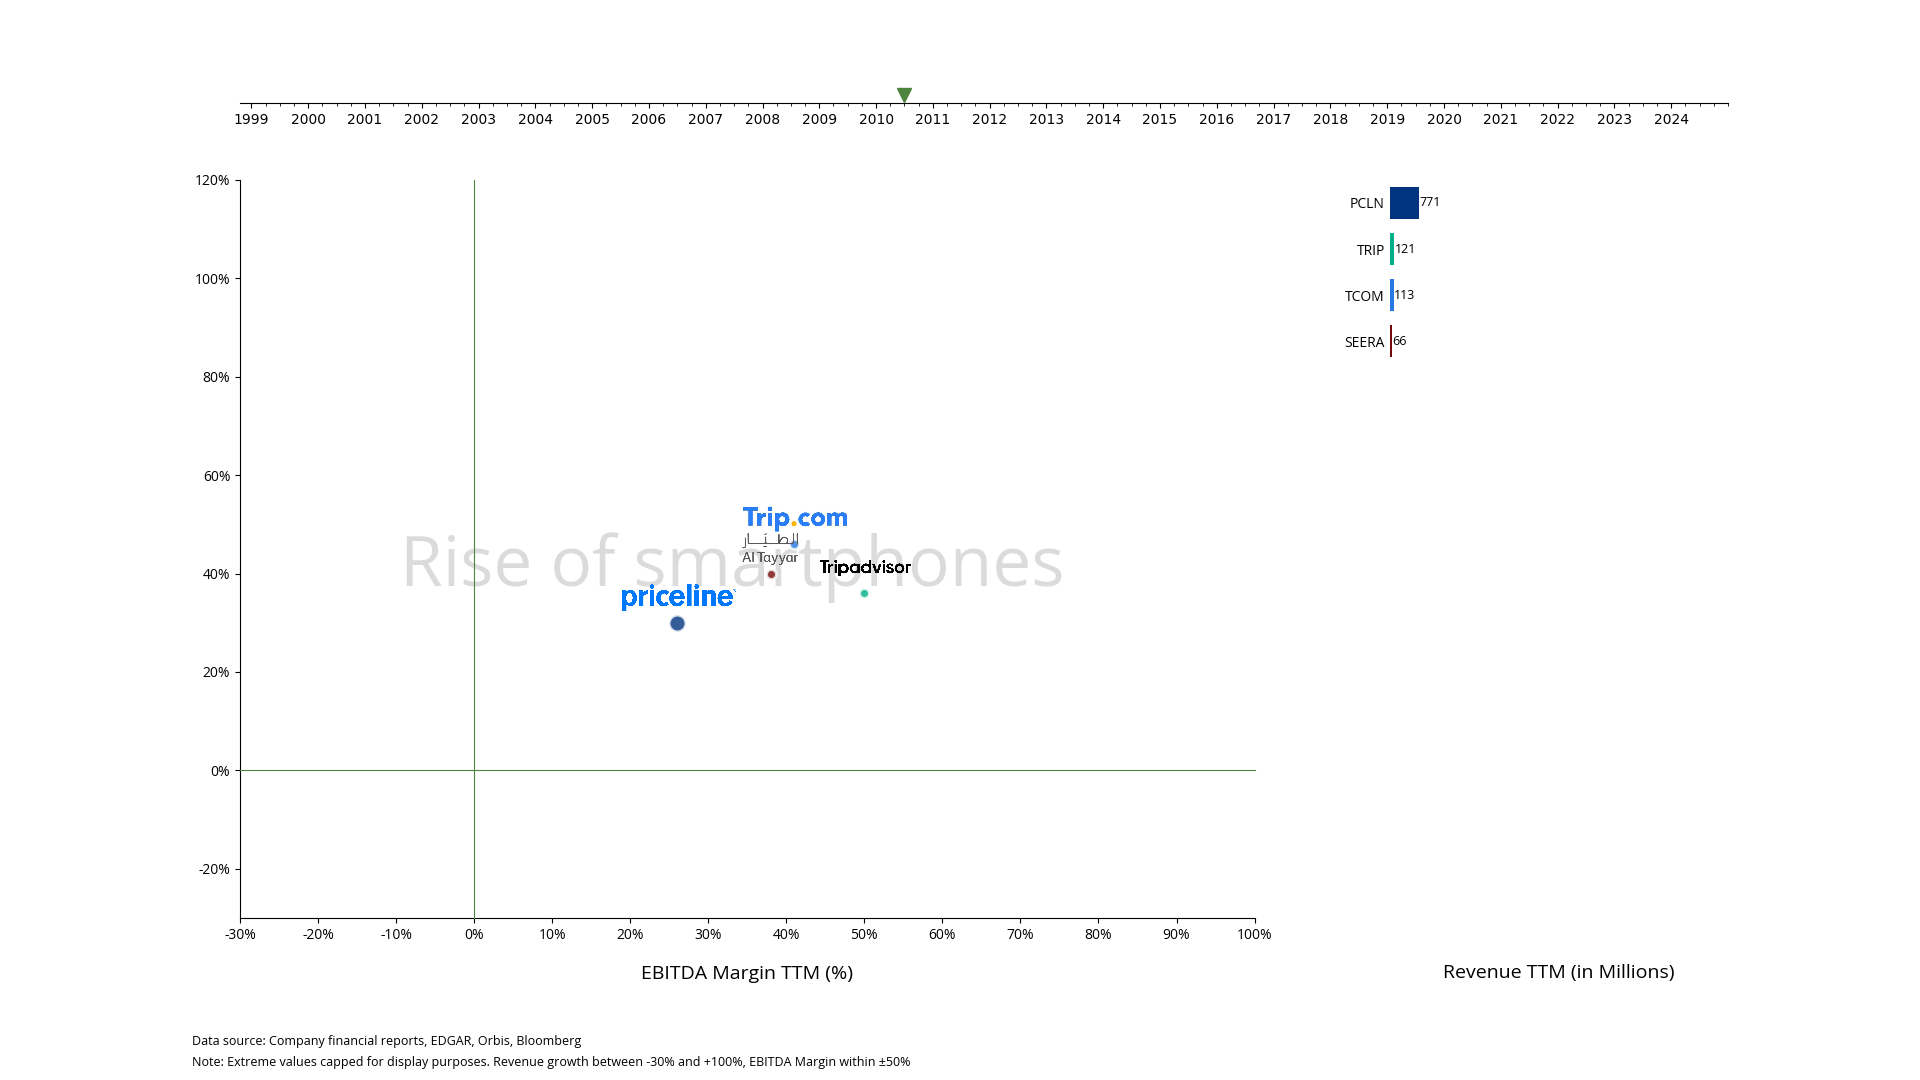 1999 2000 2001 2002 2003 2004 2005 2006 2007 2008 2009 2010 2011 2012 2013 2014 2015 2016 2017 2018 2019 2020 2021 2022 2023 2024
120%
100%
80%
60%
40%
20%
0%
-20%
Rise of smartphones
Trip.com
الطيّار
Al Tayyar
Tripadvisor
priceline
-30% -20% -10% 0% 10% 20% 30% 40% 50% 60% 70% 80% 90% 100%
EBITDA Margin TTM (%)
PCLN 771
TRIP 121
TCOM 113
SEERA 66
Revenue TTM (in Millions)
Data source: Company financial reports, EDGAR, Orbis, Bloomberg
Note: Extreme values capped for display purposes. Revenue growth between -30% and +100%, EBITDA Margin within ±50%